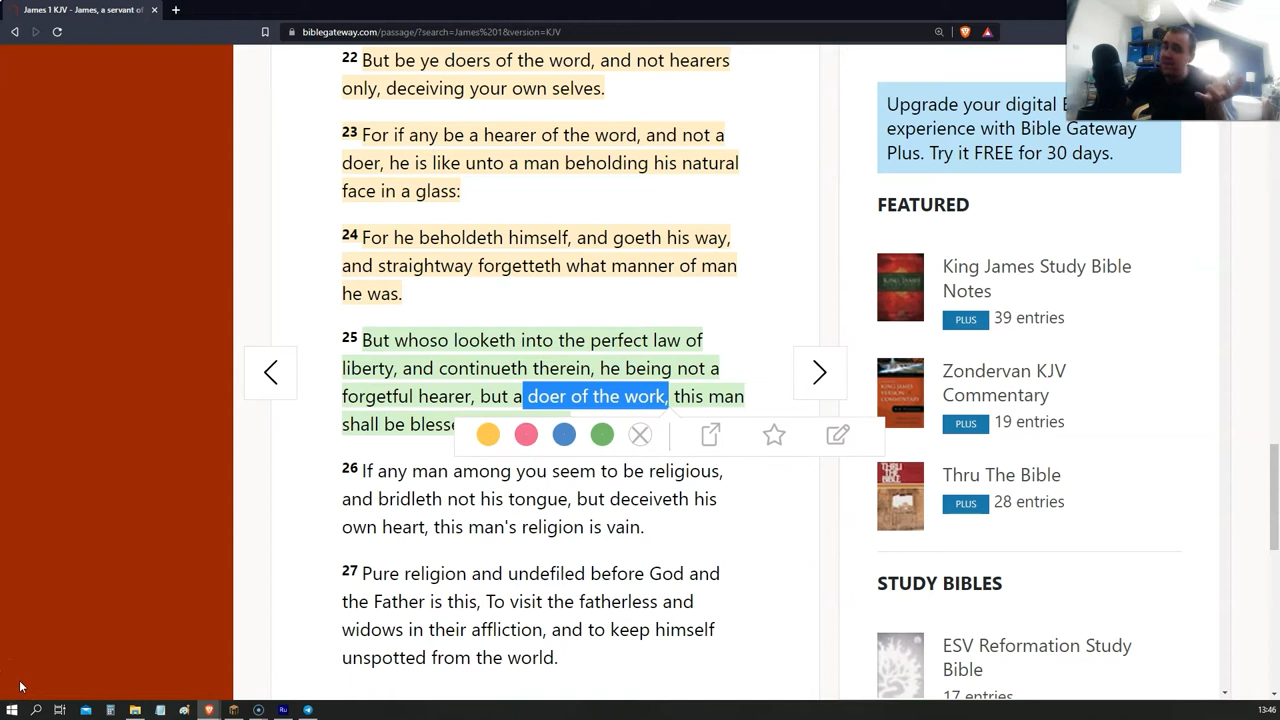 James 1 KJV - James, a servant of
biblegateway.com/passage/?search=James%201&version=KJV
22 But be ye doers of the word, and not hearers
only, deceiving your own selves.
23 For if any be a hearer of the word, and not a
doer, he is like unto a man beholding his natural
face in a glass:
24 For he beholdeth himself, and goeth his way,
and straightway forgetteth what manner of man
he was.
25 But whoso looketh into the perfect law of
liberty, and continueth therein, he being not a
forgetful hearer, but a doer of the work, this man
shall be blesse
26 If any man among you seem to be religious,
and bridleth not his tongue, but deceiveth his
own heart, this man's religion is vain.
27 Pure religion and undefiled before God and
the Father is this, To visit the fatherless and
widows in their affliction, and to keep himself
unspotted from the world.
Upgrade your digital
experience with Bible Gateway
Plus. Try it FREE for 30 days.
FEATURED
King James Study Bible
Notes
PLUS 39 entries
Zondervan KJV
Commentary
PLUS 19 entries
THRU THE
BIBLE
Thru The Bible
PLUS 28 entries
STUDY BIBLES
ESV Reformation Study
Bible
17 entries
Ru
13:46